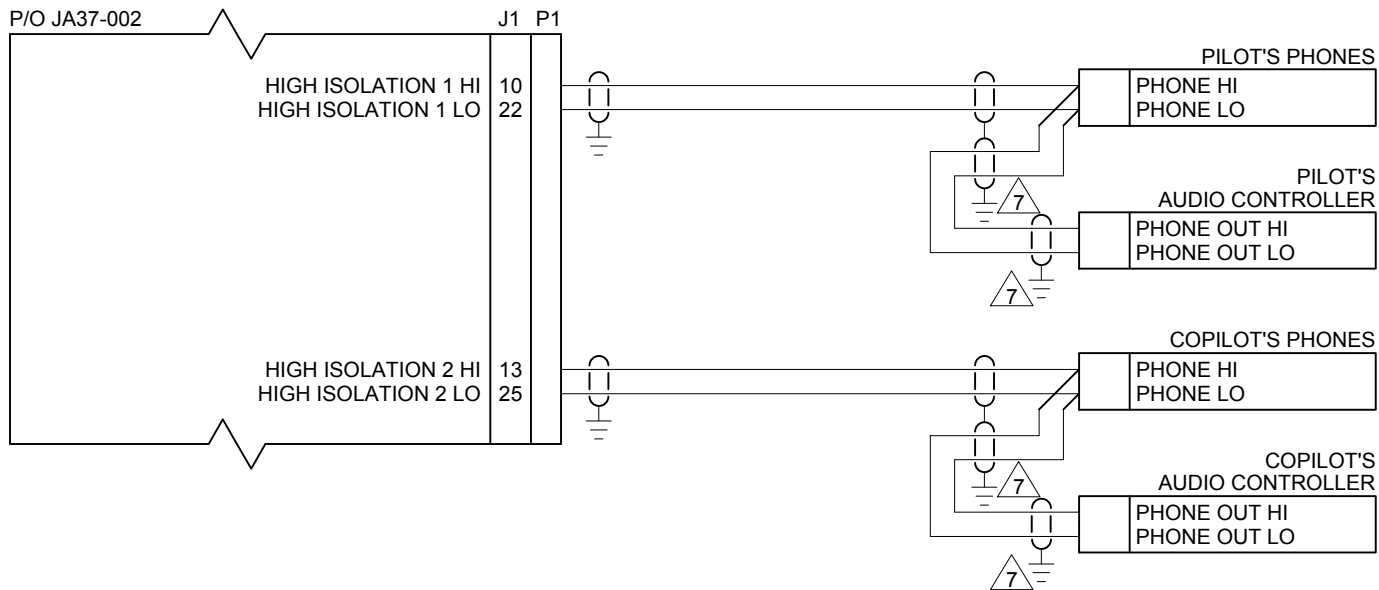 P/O JA37-002 J1 P1
PILOT'S PHONES
HIGH ISOLATION 1 HI 10 PHONE HI
HIGH ISOLATION 1 LO 22 PHONE LO
PILOT'S
7 AUDIO CONTROLLER
PHONE OUT HI
PHONE OUT LO
7
COPILOT'S PHONES
HIGH ISOLATION 2 HI 13 PHONE HI
HIGH ISOLATION 2 LO 25 PHONE LO
COPILOT'S
7 AUDIO CONTROLLER
PHONE OUT HI
PHONE OUT LO
7